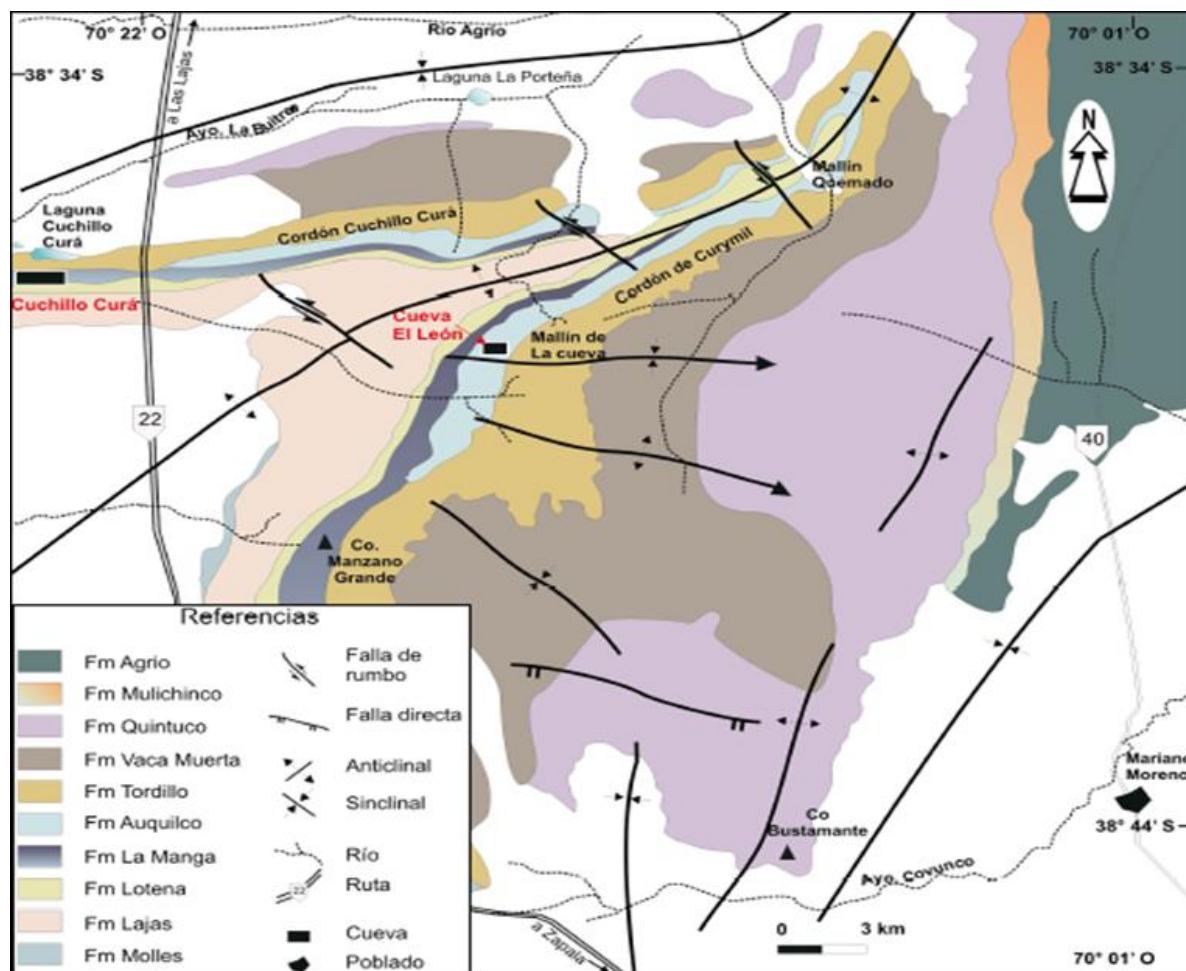 70° 22' O
Río Agrio
70° 01' O
38° 34' S
38° 34' S
a Las Lajas
Laguna La Porteña
Ayo. La Buitrera
N
Mallín
Quemado
Laguna
Cuchillo
Curá
Cordón Cuchillo Curá
Cordón de Curymil
Cuchillo Curá
Cueva
El León
Mallín de
La cueva
22
40
Co.
Manzano
Grande
Referencias
Fm Agrio
Fm Mulichinco
Fm Quintuco
Fm Vaca Muerta
Fm Tordillo
Fm Auquilco
Fm La Manga
Fm Lotena
Fm Lajas
Fm Molles
Falla de
rumbo
Falla directa
Anticlinal
Sinclinal
Río
22
Ruta
Cueva
Poblado
Mariano
Moreno
38° 44' S
Co
Bustamante
Ayo. Covunco
a Zapala
0 3 km
70° 01' O